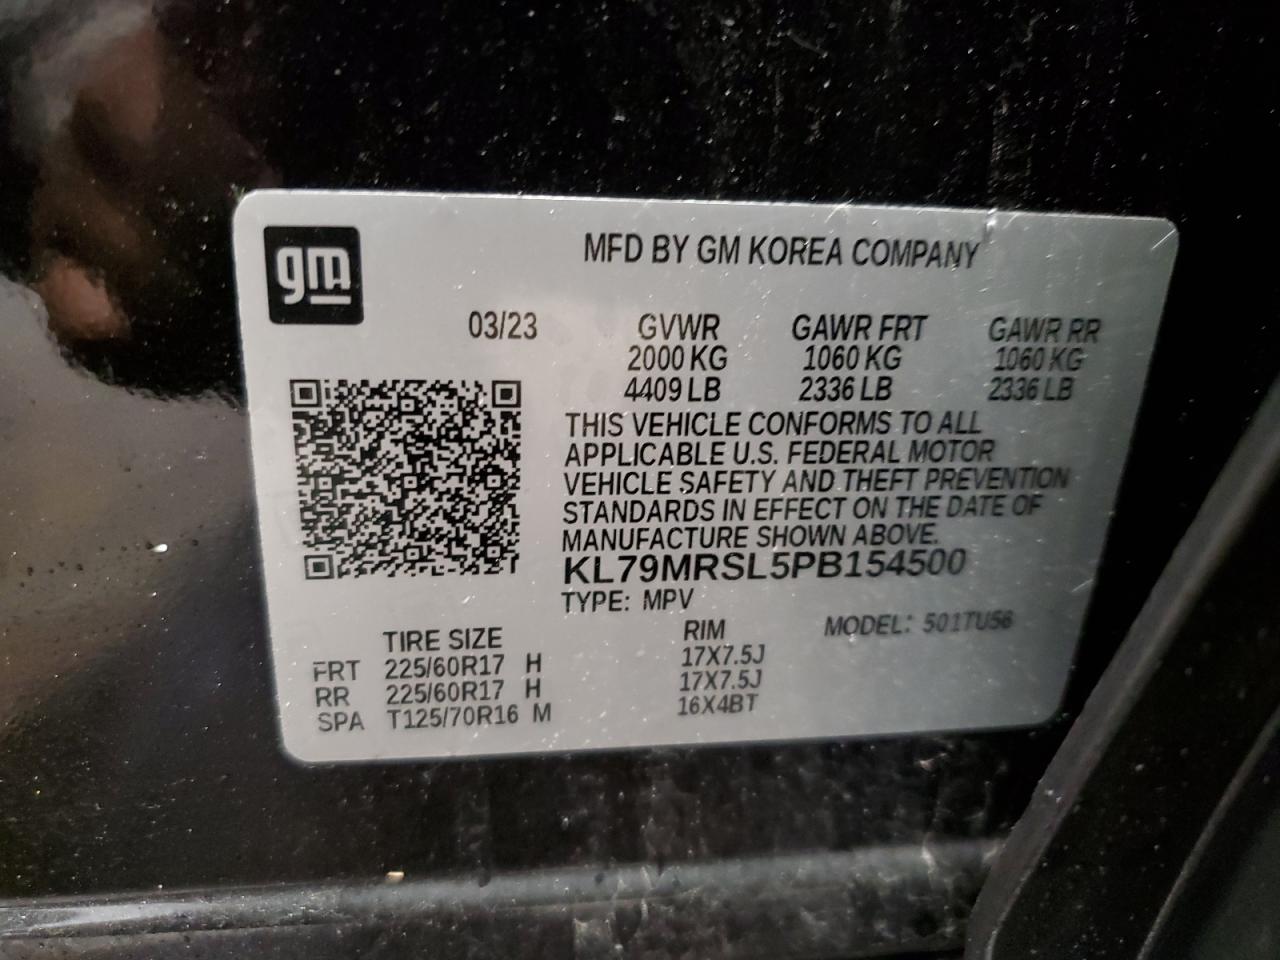 gm
MFD BY GM KOREA COMPANY
03/23 GVWR GAWR FRT GAWR RR
2000 KG 1060 KG 1060 KG
4409 LB 2336 LB 2336 LB
THIS VEHICLE CONFORMS TO ALL
APPLICABLE U.S. FEDERAL MOTOR
VEHICLE SAFETY AND THEFT PREVENTION
STANDARDS IN EFFECT ON THE DATE OF
MANUFACTURE SHOWN ABOVE.
KL79MRSL5PB154500
TYPE: MPV
MODEL: 501TU56
TIRE SIZE RIM
FRT 225/60R17 H 17X7.5J
RR 225/60R17 H 17X7.5J
SPA T125/70R16 M 16X4BT